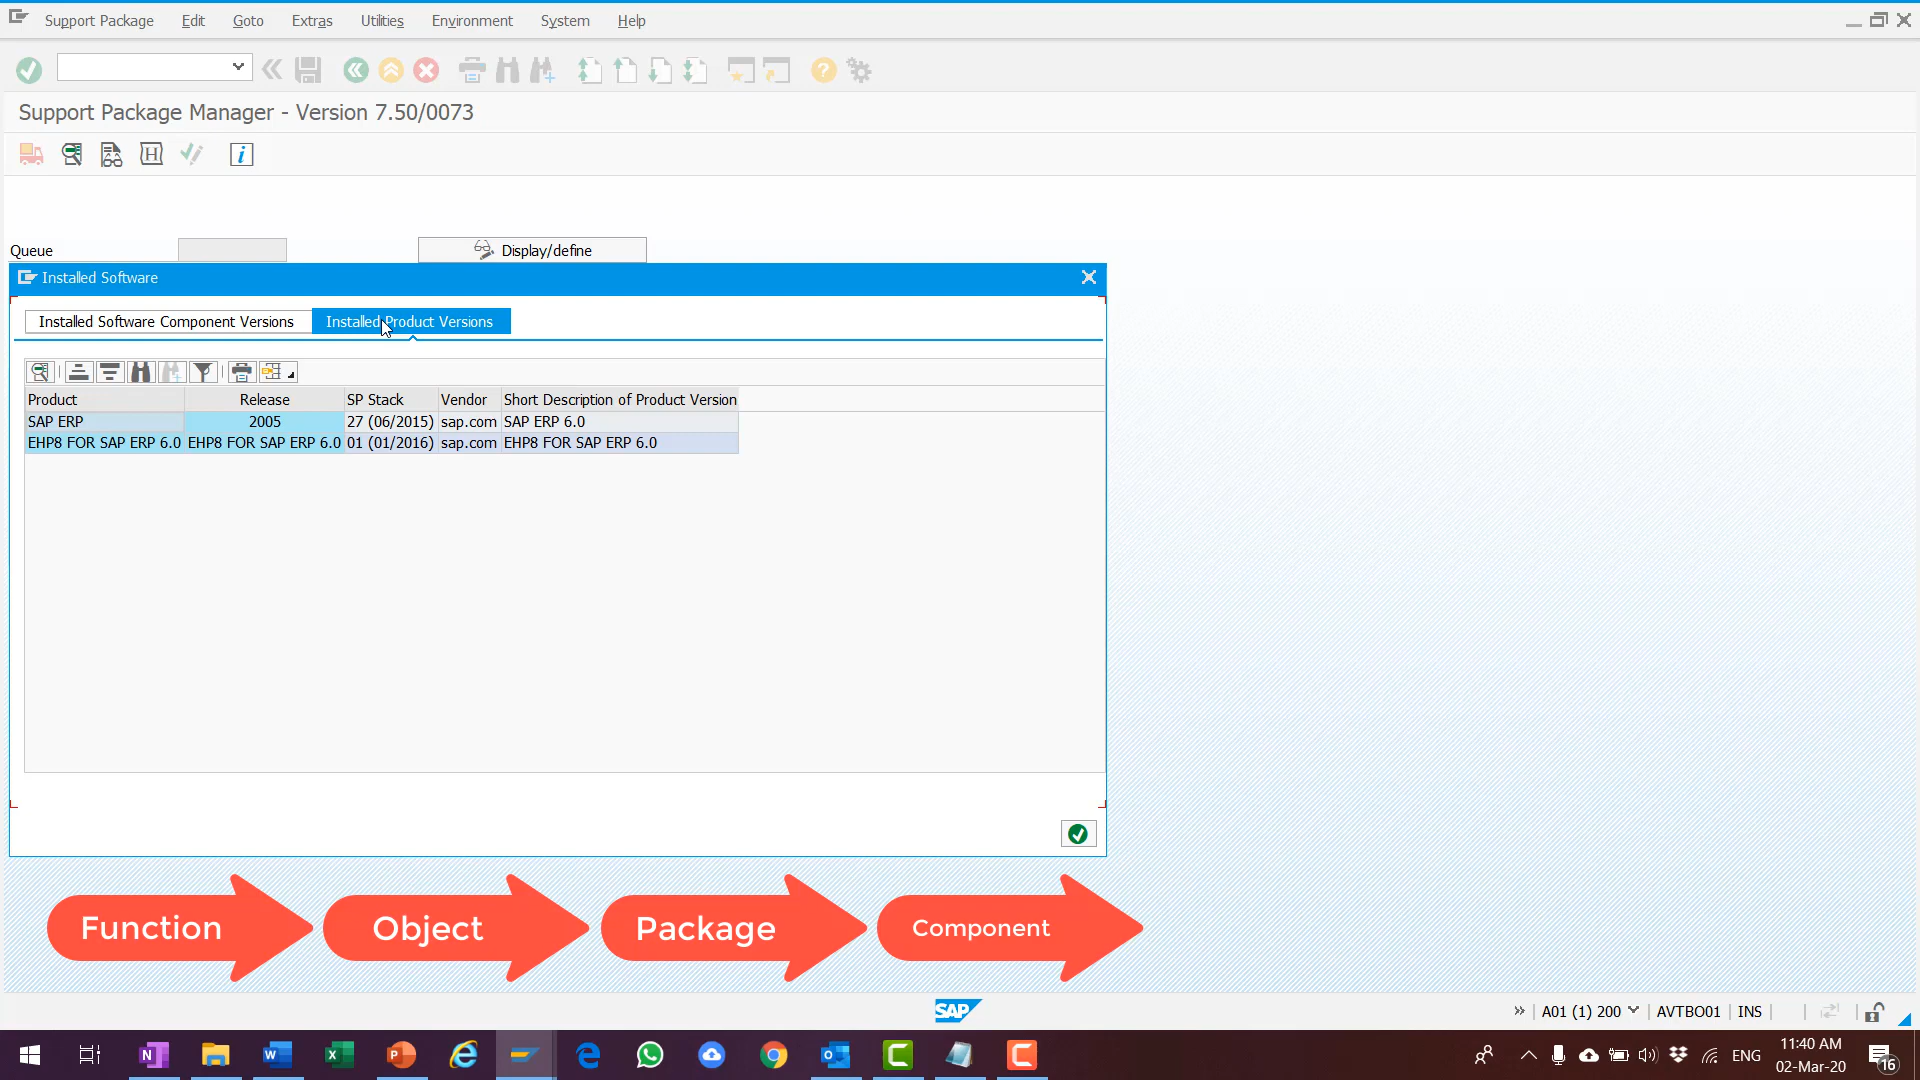 Support Package Edit Goto Extras Utilities Environment System Help
Support Package Manager - Version 7.50/0073
Queue Display/define
Installed Software
Installed Software Component Versions Installed Product Versions
Product Release SP Stack Vendor Short Description of Product Version
SAP ERP 2005 27 (06/2015) sap.com SAP ERP 6.0
EHP8 FOR SAP ERP 6.0 EHP8 FOR SAP ERP 6.0 01 (01/2016) sap.com EHP8 FOR SAP ERP 6.0
Function Object Package Component
SAP A01 (1) 200 AVTBO01 INS
ENG 11:40 AM
02-Mar-20 16